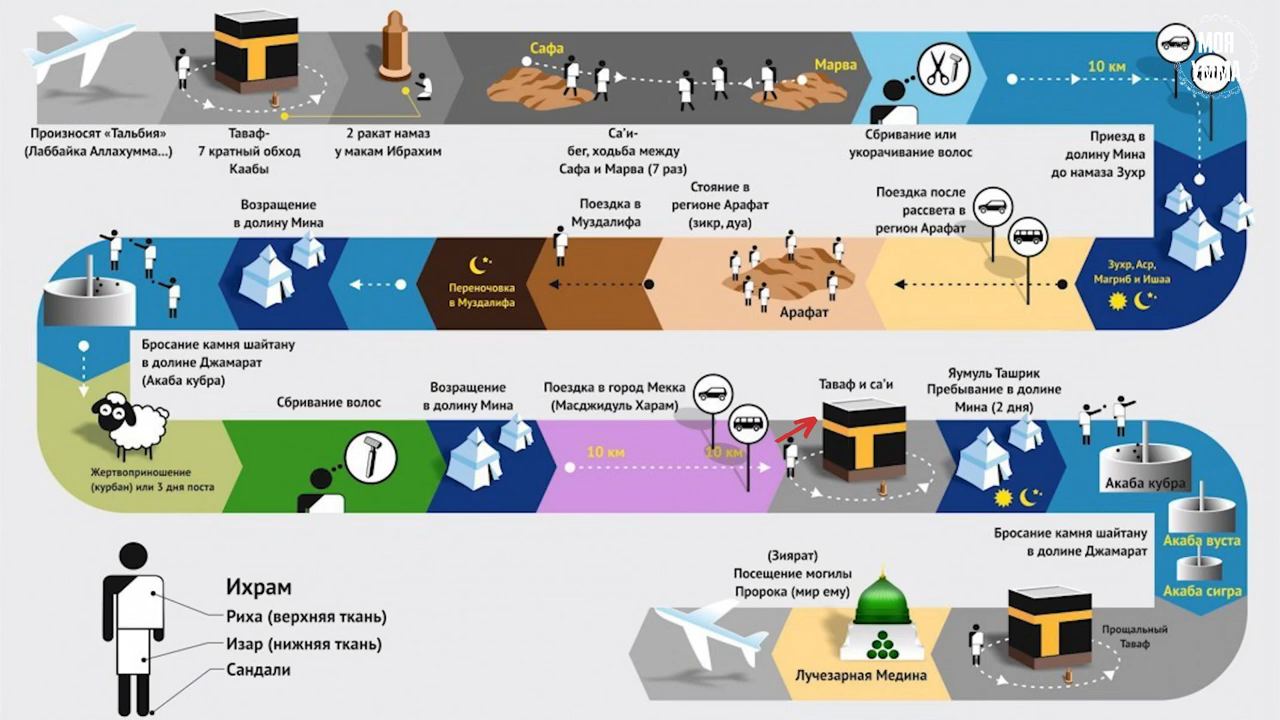 МОЯ
УММА
Сафа
Марва
10 км
Произносят «Тальбия»
(Лаббайка Аллахумма...)
Таваф-
7 кратный обход
Каабы
2 ракат намаз
у макам Ибрахим
Са'и-
бег, ходьба между
Сафа и Марва (7 раз)
Сбривание или
укорачивание волос
Приезд в
долину Мина
до намаза Зухр
Зухр, Аср,
Магриб и Ишаа
Поездка после
рассвета в
регион Арафат
Стояние в
регионе Арафат
(зикр, дуа)
Арафат
Поездка в
Муздалифа
Переночовка
в Муздалифа
Возращение
в долину Мина
Бросание камня шайтану
в долине Джамарат
(Акаба кубра)
Жертвоприношение
(курбан) или 3 дня поста
Сбривание волос
Возращение
в долину Мина
Поездка в город Мекка
(Масджидуль Харам)
10 км
10 км
Таваф и са'и
Яумуль Ташрик
Пребывание в долине
Мина (2 дня)
Акаба кубра
Акаба вуста
Акаба сигра
Бросание камня шайтану
в долине Джамарат
Прощальный
Таваф
(Зиярат)
Посещение могилы
Пророка (мир ему)
Лучезарная Медина
Ихрам
Риха (верхняя ткань)
Изар (нижняя ткань)
Сандали